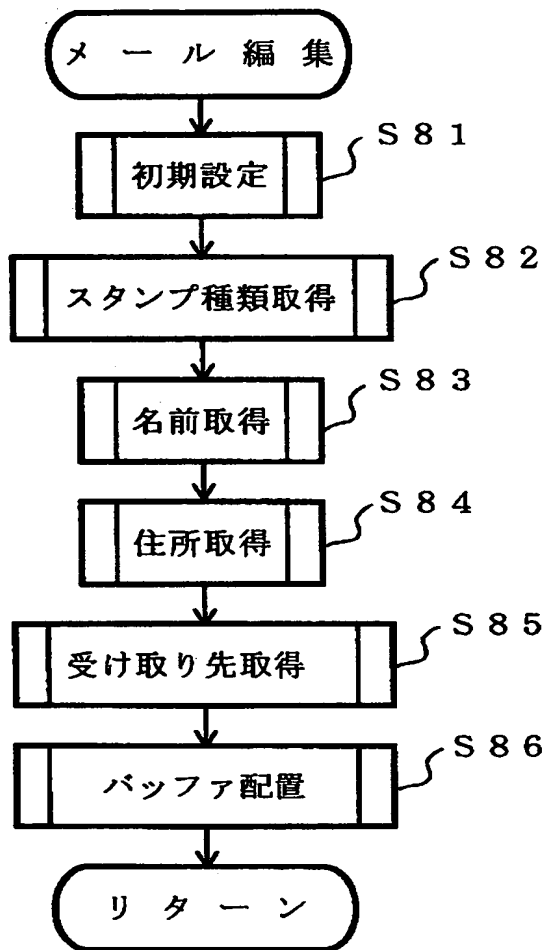 メール編集
初期設定
S81
スタンプ種類取得
S82
名前取得
S83
住所取得
S84
受け取り先取得
S85
バッファ配置
S86
リターン